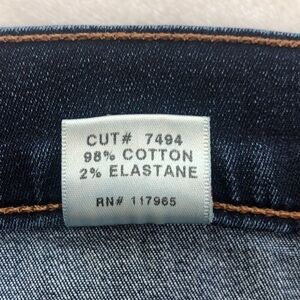 CUT# 7494
98% COTTON
2% ELASTANE
RN# 117965